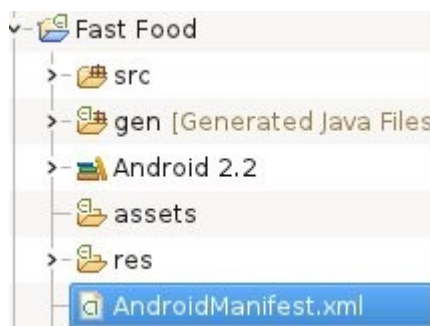 Fast Food
src
gen [Generated Java Files
Android 2.2
assets
res
AndroidManifest.xml